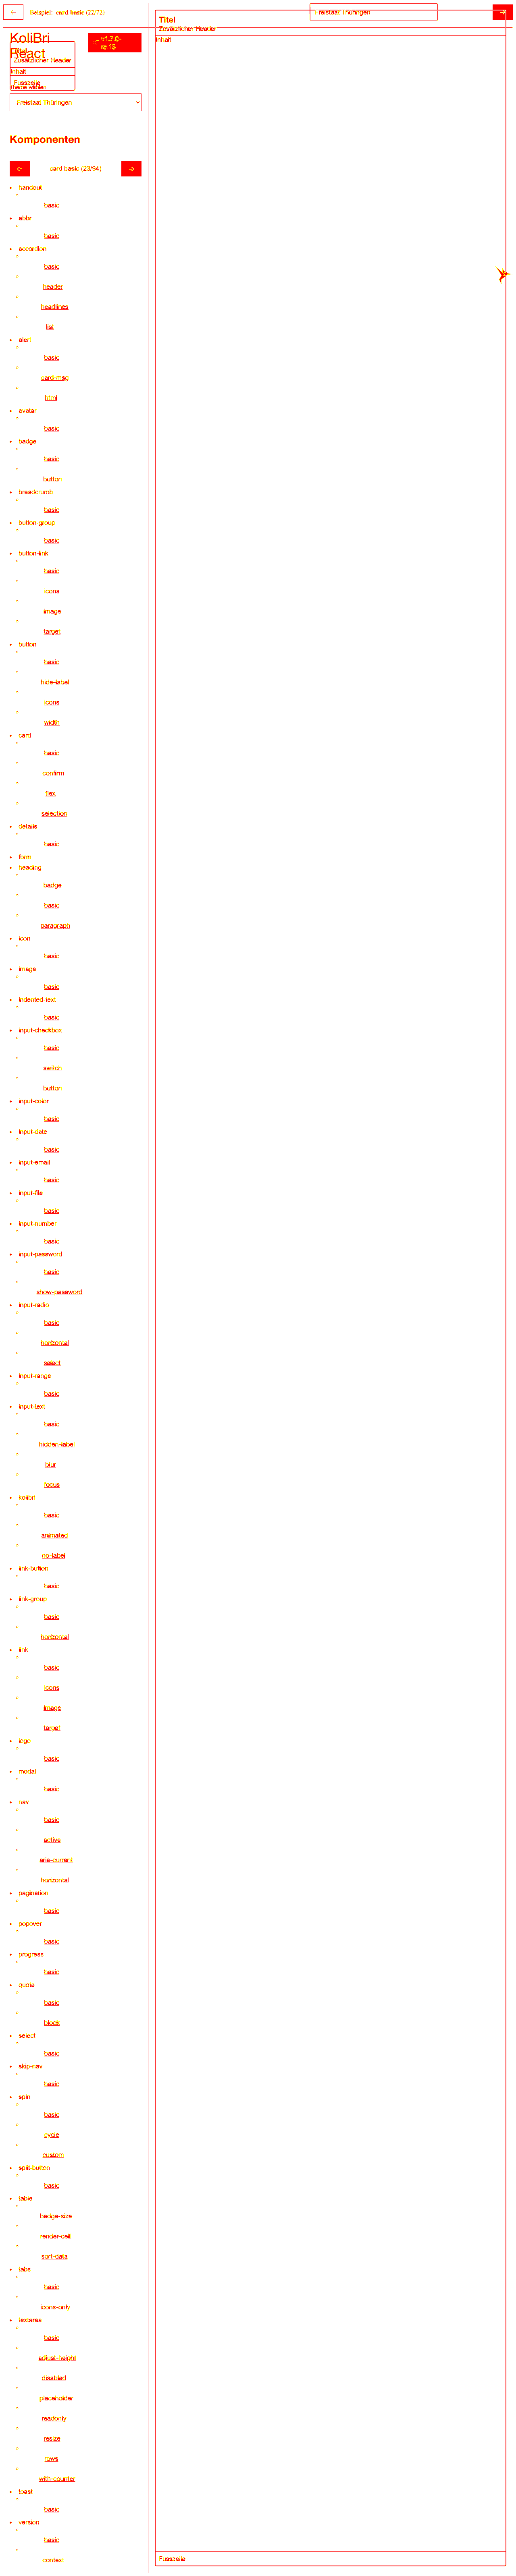 Beispiel: card basic (22/72)
Freistaat Thüringen
Titel
Zusätzlicher Header
Inhalt
KoliBri
React
v1.7.0-
rc.13
Titel
Zusätzlicher Header
Inhalt
Fusszeile
Theme wählen
Freistaat Thüringen
Komponenten
card basic (23/94)
handout
basic
abbr
basic
accordion
basic
header
headlines
list
alert
basic
card-msg
html
avatar
basic
badge
basic
button
breadcrumb
basic
button-group
basic
button-link
basic
icons
image
target
button
basic
hide-label
icons
width
card
basic
confirm
flex
selection
details
basic
form
heading
badge
basic
paragraph
icon
basic
image
basic
indented-text
basic
input-checkbox
basic
switch
button
input-color
basic
input-date
basic
input-email
basic
input-file
basic
input-number
basic
input-password
basic
show-password
input-radio
basic
horizontal
select
input-range
basic
input-text
basic
hidden-label
blur
focus
kolibri
basic
animated
no-label
link-button
basic
link-group
basic
horizontal
link
basic
icons
image
target
logo
basic
modal
basic
nav
basic
active
aria-current
horizontal
pagination
basic
popover
basic
progress
basic
quote
basic
block
select
basic
skip-nav
basic
spin
basic
cycle
custom
split-button
basic
table
badge-size
render-cell
sort-data
tabs
basic
icons-only
textarea
basic
adjust-height
disabled
placeholder
readonly
resize
rows
with-counter
toast
basic
version
basic
context
Fusszeile